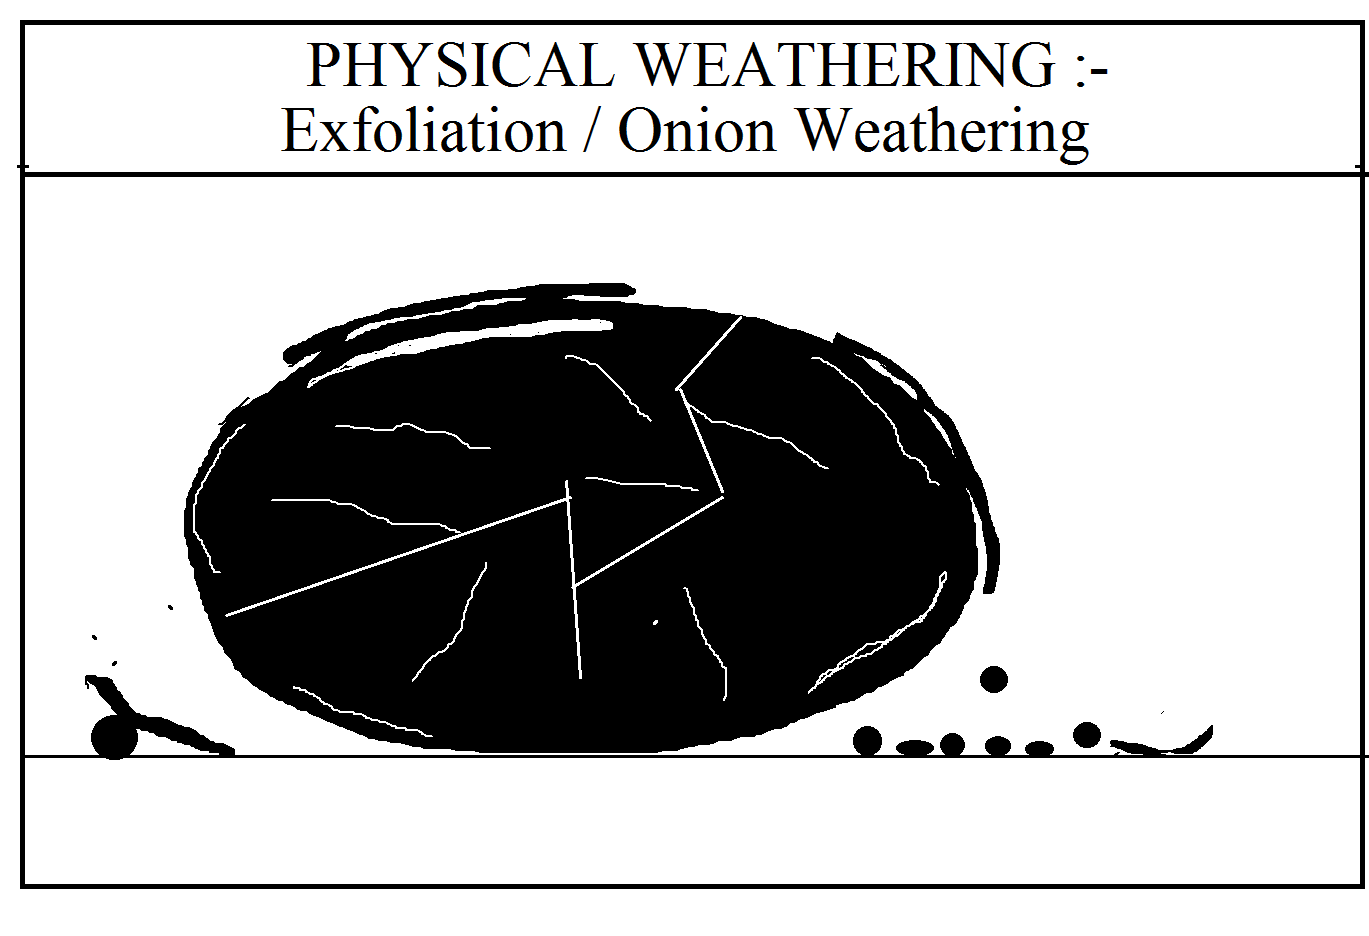 PHYSICAL WEATHERING :-
Exfoliation / Onion Weathering